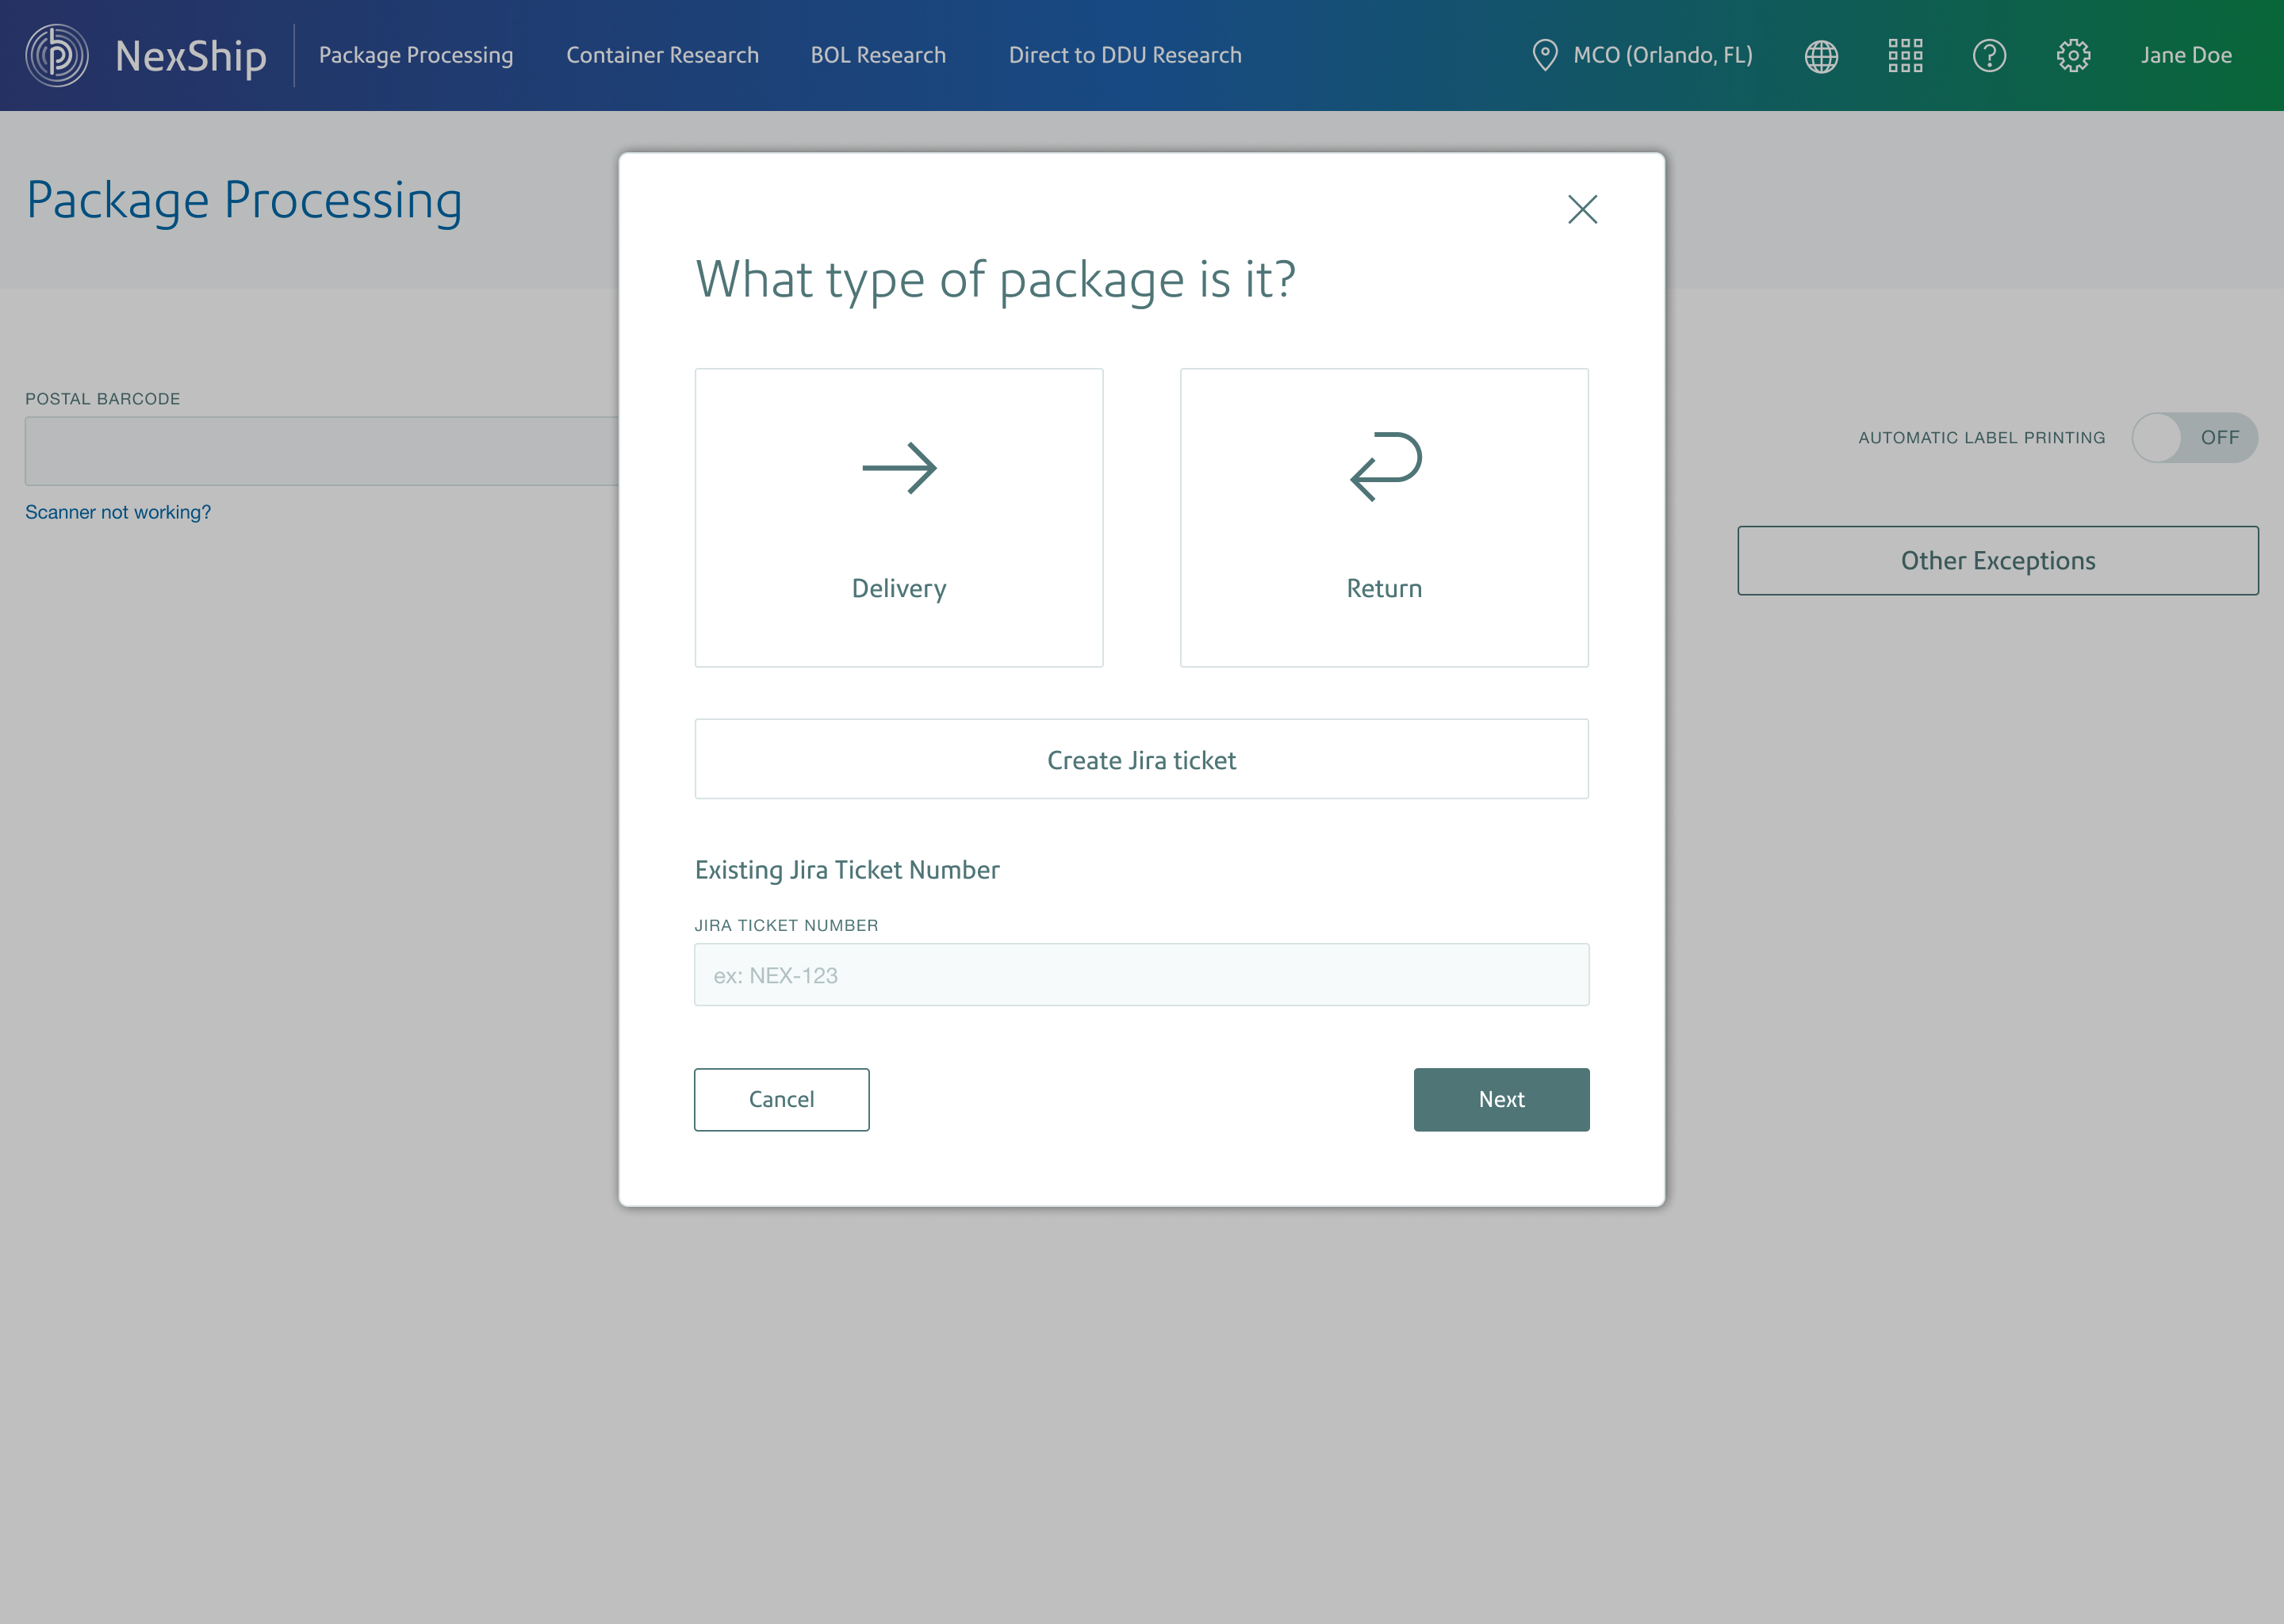 NexShip
Package Processing
Container Research
BOL Research
Direct to DDU Research
MCO (Orlando, FL)
Jane Doe
Package Processing
What type of package is it?
POSTAL BARCODE
Scanner not working?
AUTOMATIC LABEL PRINTING
OFF
Other Exceptions
Delivery
Return
Create Jira ticket
Existing Jira Ticket Number
JIRA TICKET NUMBER
ex: NEX-123
Cancel
Next